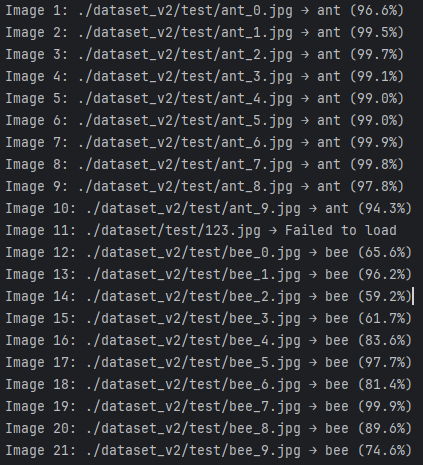 Image 1: ./dataset_v2/test/ant_0.jpg → ant (96.6%)
Image 2: ./dataset_v2/test/ant_1.jpg → ant (99.5%)
Image 3: ./dataset_v2/test/ant_2.jpg → ant (99.7%)
Image 4: ./dataset_v2/test/ant_3.jpg → ant (99.1%)
Image 5: ./dataset_v2/test/ant_4.jpg → ant (99.0%)
Image 6: ./dataset_v2/test/ant_5.jpg → ant (99.0%)
Image 7: ./dataset_v2/test/ant_6.jpg → ant (99.9%)
Image 8: ./dataset_v2/test/ant_7.jpg → ant (99.8%)
Image 9: ./dataset_v2/test/ant_8.jpg → ant (97.8%)
Image 10: ./dataset_v2/test/ant_9.jpg → ant (94.3%)
Image 11: ./dataset/test/123.jpg → Failed to load
Image 12: ./dataset_v2/test/bee_0.jpg → bee (65.6%)
Image 13: ./dataset_v2/test/bee_1.jpg → bee (96.2%)
Image 14: ./dataset_v2/test/bee_2.jpg → bee (59.2%)
Image 15: ./dataset_v2/test/bee_3.jpg → bee (61.7%)
Image 16: ./dataset_v2/test/bee_4.jpg → bee (83.6%)
Image 17: ./dataset_v2/test/bee_5.jpg → bee (97.7%)
Image 18: ./dataset_v2/test/bee_6.jpg → bee (81.4%)
Image 19: ./dataset_v2/test/bee_7.jpg → bee (99.9%)
Image 20: ./dataset_v2/test/bee_8.jpg → bee (89.6%)
Image 21: ./dataset_v2/test/bee_9.jpg → bee (74.6%)